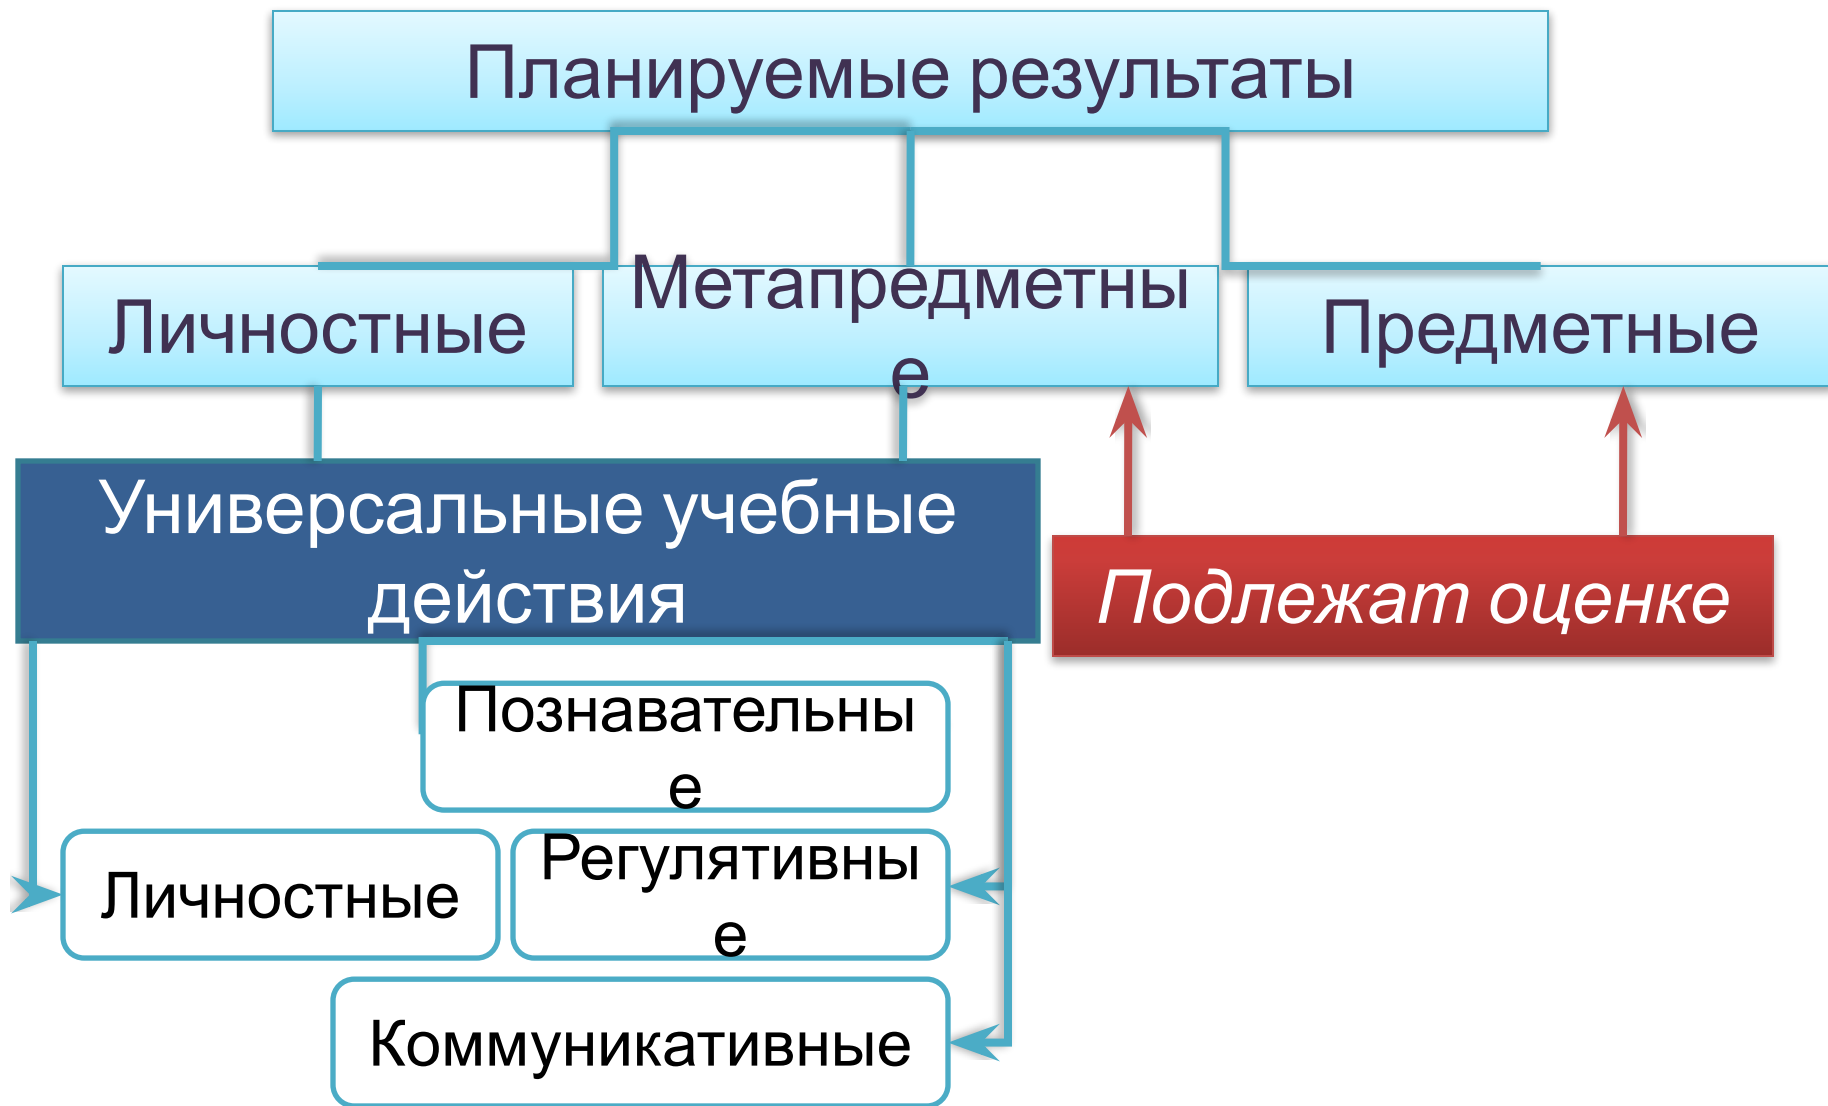 Планируемые результаты
Личностные
Метапредметны
е
Предметные
Универсальные учебные
действия
Подлежат оценке
Познавательны
е
Личностные
Регулятивны
е
Коммуникативные